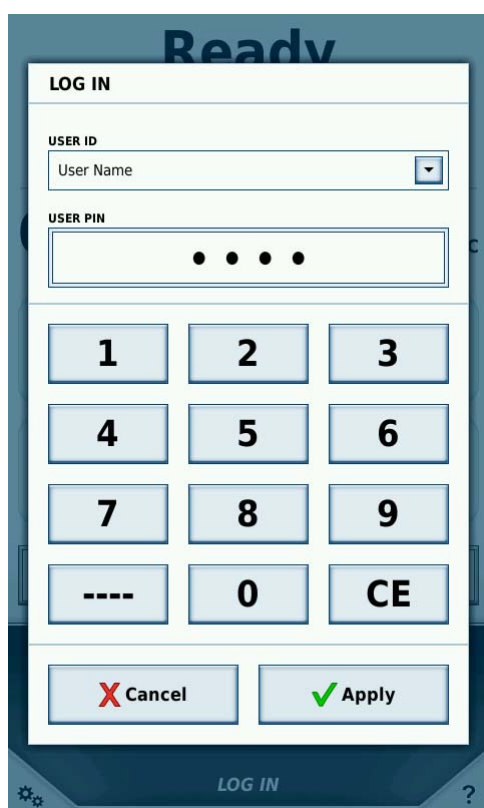 Ready
LOG IN
USER ID
User Name
USER PIN
C
1 2 3
4 5 6
7 8 9
---- 0 CE
Cancel Apply
LOG IN
?